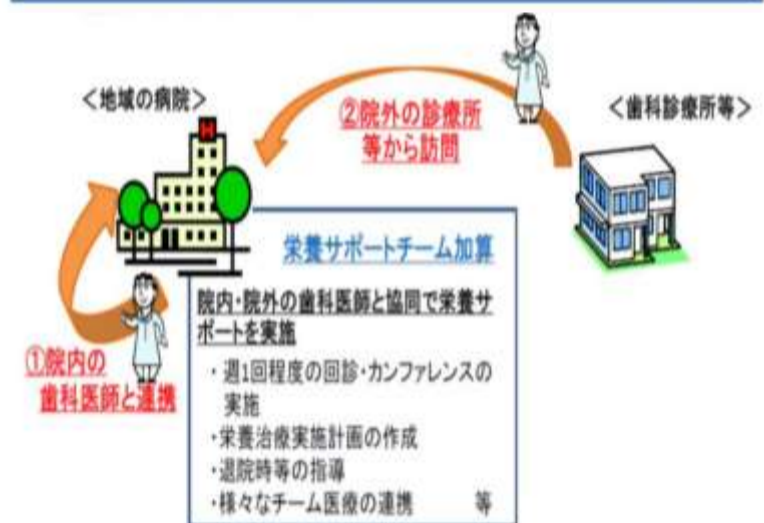 <地域の病院>
H
②院外の診療所
等から訪問
<歯科診療所等>
栄養サポートチーム加算
院内・院外の歯科医師と協同で栄養サ
ポートを実施
・週1回程度の回診・カンファレンスの
実施
・栄養治療実施計画の作成
・退院時等の指導
・様々なチーム医療の連携 等
①院内の
歯科医師と連携